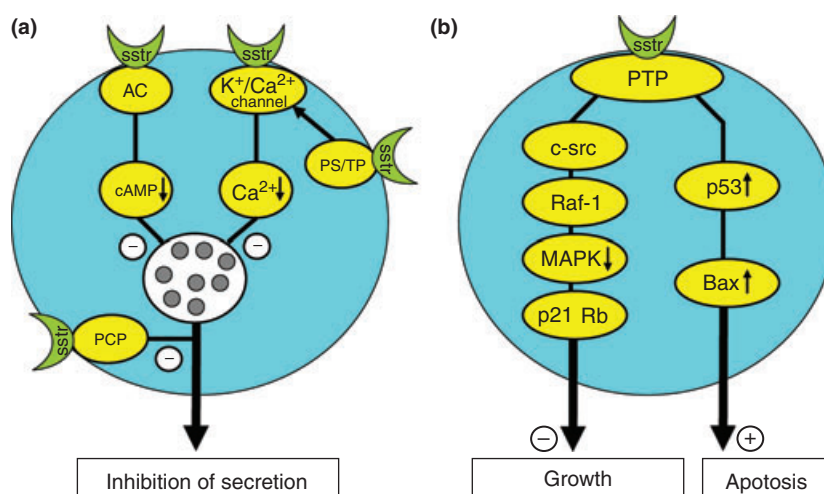 (a)
sstr
sstr
AC
K⁺/Ca²⁺
channel
PS/TP
sstr
cAMP↓
Ca²⁺↓
−
−
sstr
PCP
−
Inhibition of secretion
(b)
sstr
PTP
c-src
Raf-1
MAPK↓
p21 Rb
p53↑
Bax↑
−
+
Growth
Apotosis